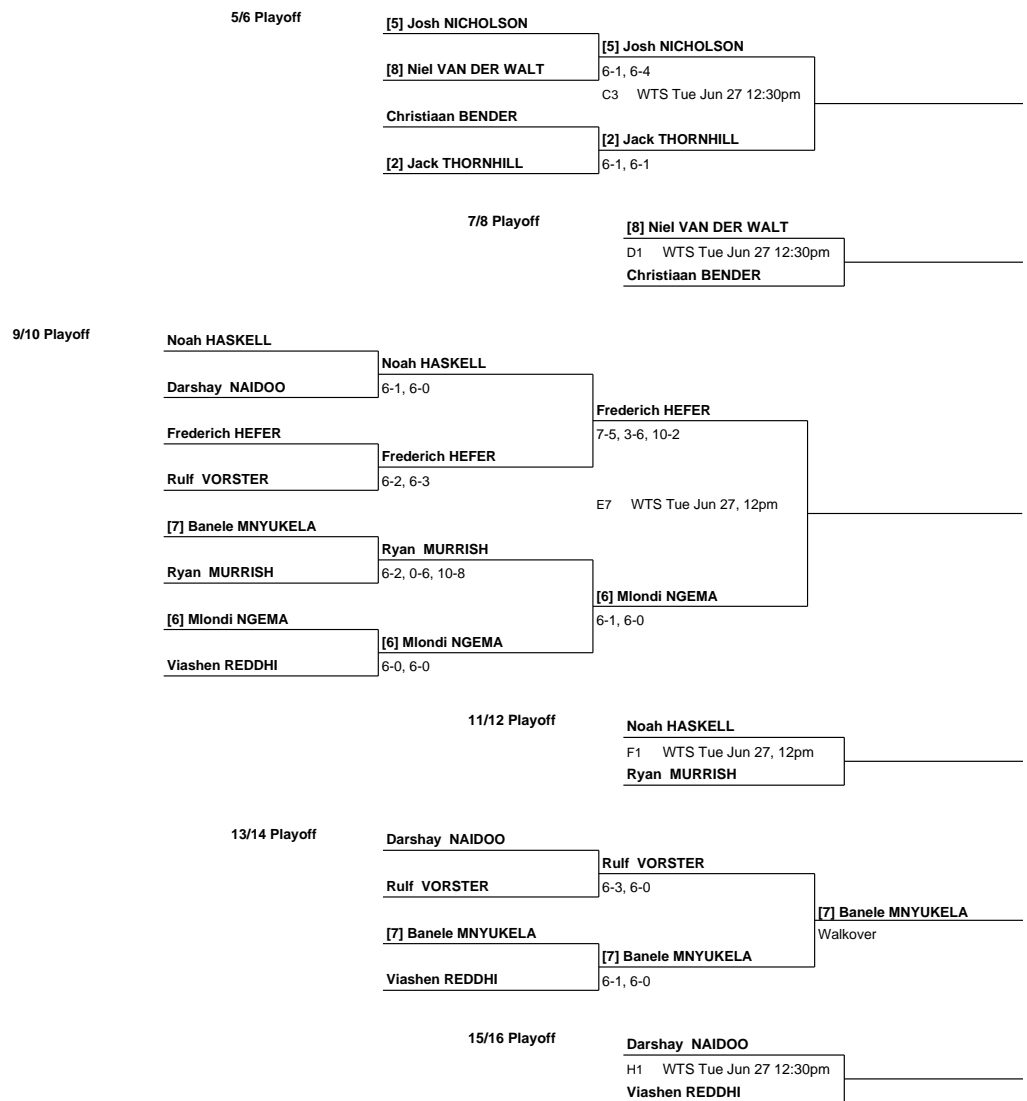 5/6 Playoff
[5] Josh NICHOLSON
[5] Josh NICHOLSON
[8] Niel VAN DER WALT
6-1, 6-4
C3 WTS Tue Jun 27 12:30pm
Christiaan BENDER
[2] Jack THORNHILL
[2] Jack THORNHILL
6-1, 6-1
7/8 Playoff
[8] Niel VAN DER WALT
D1 WTS Tue Jun 27 12:30pm
Christiaan BENDER
9/10 Playoff
Noah HASKELL
Noah HASKELL
Darshay NAIDOO
6-1, 6-0
Frederich HEFER
7-5, 3-6, 10-2
Frederich HEFER
Frederich HEFER
Rulf VORSTER
6-2, 6-3
E7 WTS Tue Jun 27, 12pm
[7] Banele MNYUKELA
Ryan MURRISH
Ryan MURRISH
6-2, 0-6, 10-8
[6] Mlondi NGEMA
6-1, 6-0
[6] Mlondi NGEMA
[6] Mlondi NGEMA
Viashen REDDHI
6-0, 6-0
11/12 Playoff
Noah HASKELL
F1 WTS Tue Jun 27, 12pm
Ryan MURRISH
13/14 Playoff
Darshay NAIDOO
Rulf VORSTER
Rulf VORSTER
6-3, 6-0
[7] Banele MNYUKELA
Walkover
[7] Banele MNYUKELA
[7] Banele MNYUKELA
Viashen REDDHI
6-1, 6-0
15/16 Playoff
Darshay NAIDOO
H1 WTS Tue Jun 27 12:30pm
Viashen REDDHI